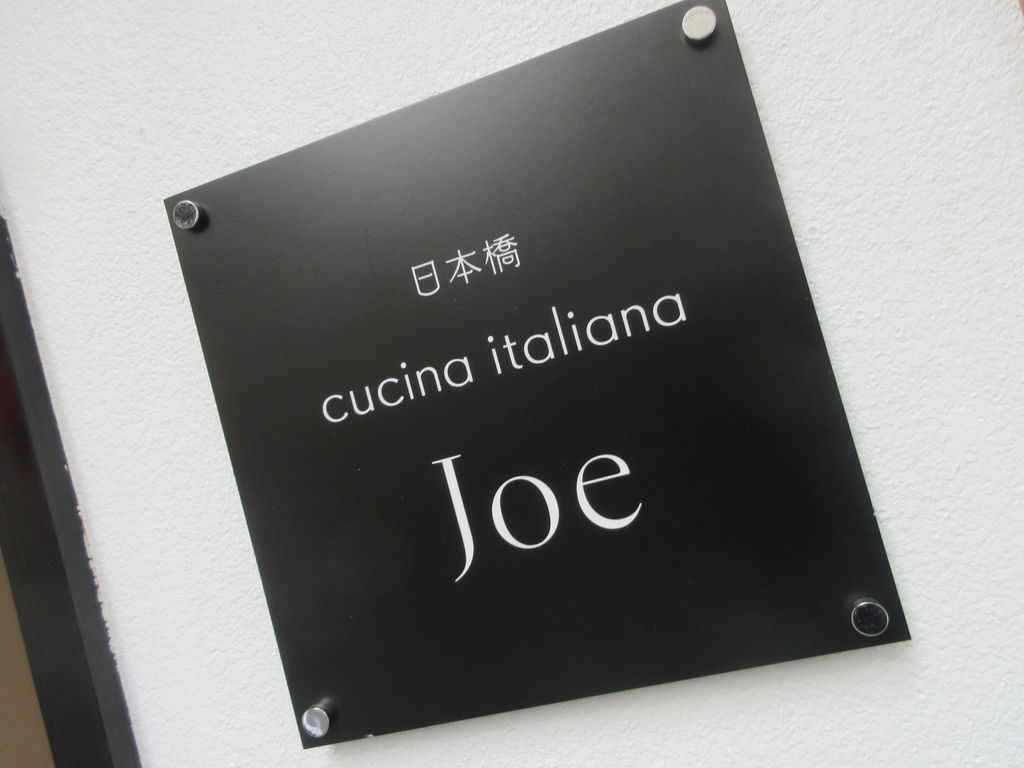 日本橋
cucina italiana
Joe